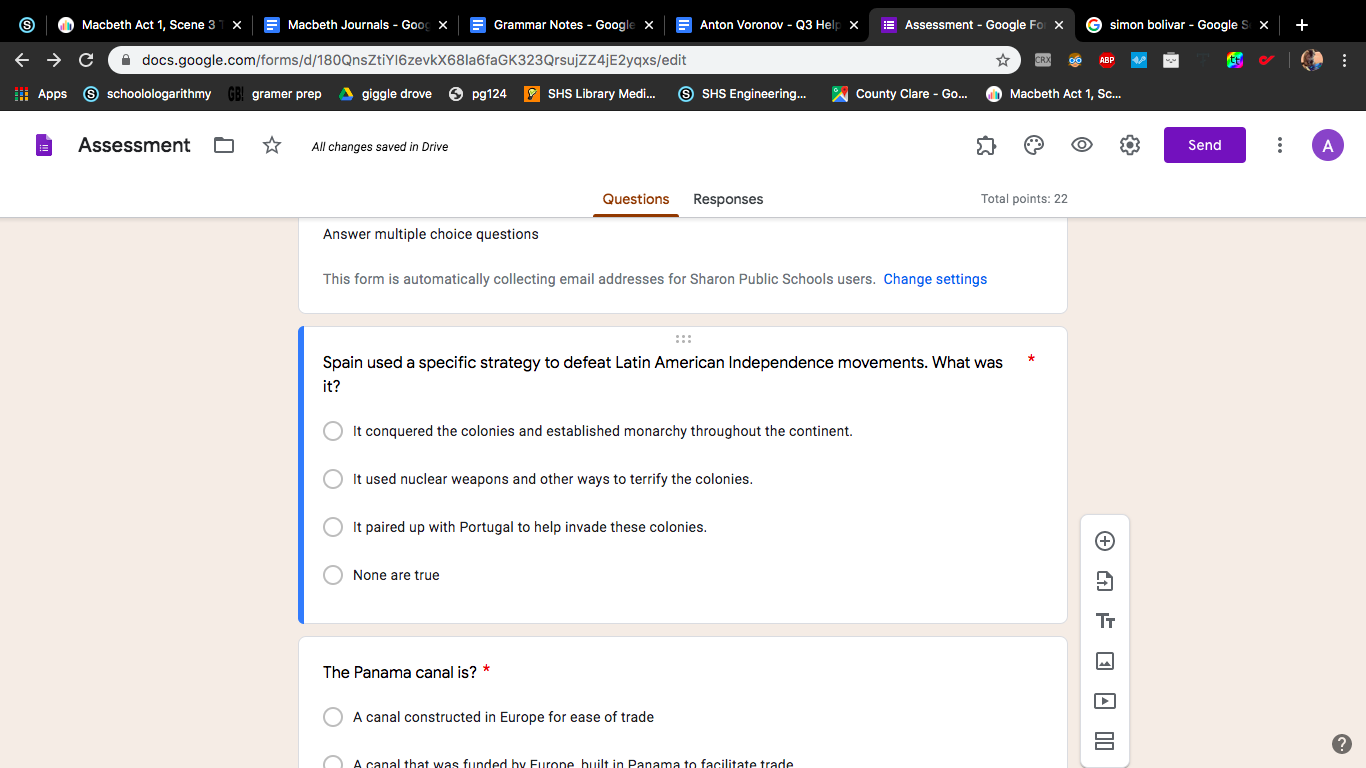 Macbeth Act 1, Scene 3 T
Macbeth Journals - Goog
Grammar Notes - Google
Anton Voronov - Q3 Help
Assessment - Google Fo
simon bolivar - Google S
docs.google.com/forms/d/180QnsZtiYI6zevkX68Ia6faGK323QrsujZZ4jE2yqxs/edit
CRX
ABP
Apps
schoolologarithmy
GB! gramer prep
giggle drove
pg124
SHS Library Medi...
SHS Engineering...
County Clare - Go...
Macbeth Act 1, Sc...
Assessment
All changes saved in Drive
Send
A
Questions
Responses
Total points: 22
Answer multiple choice questions
This form is automatically collecting email addresses for Sharon Public Schools users. Change settings
Spain used a specific strategy to defeat Latin American Independence movements. What was *
it?
It conquered the colonies and established monarchy throughout the continent.
It used nuclear weapons and other ways to terrify the colonies.
It paired up with Portugal to help invade these colonies.
None are true
The Panama canal is? *
A canal constructed in Europe for ease of trade
A canal that was funded by Europe, built in Panama to facilitate trade